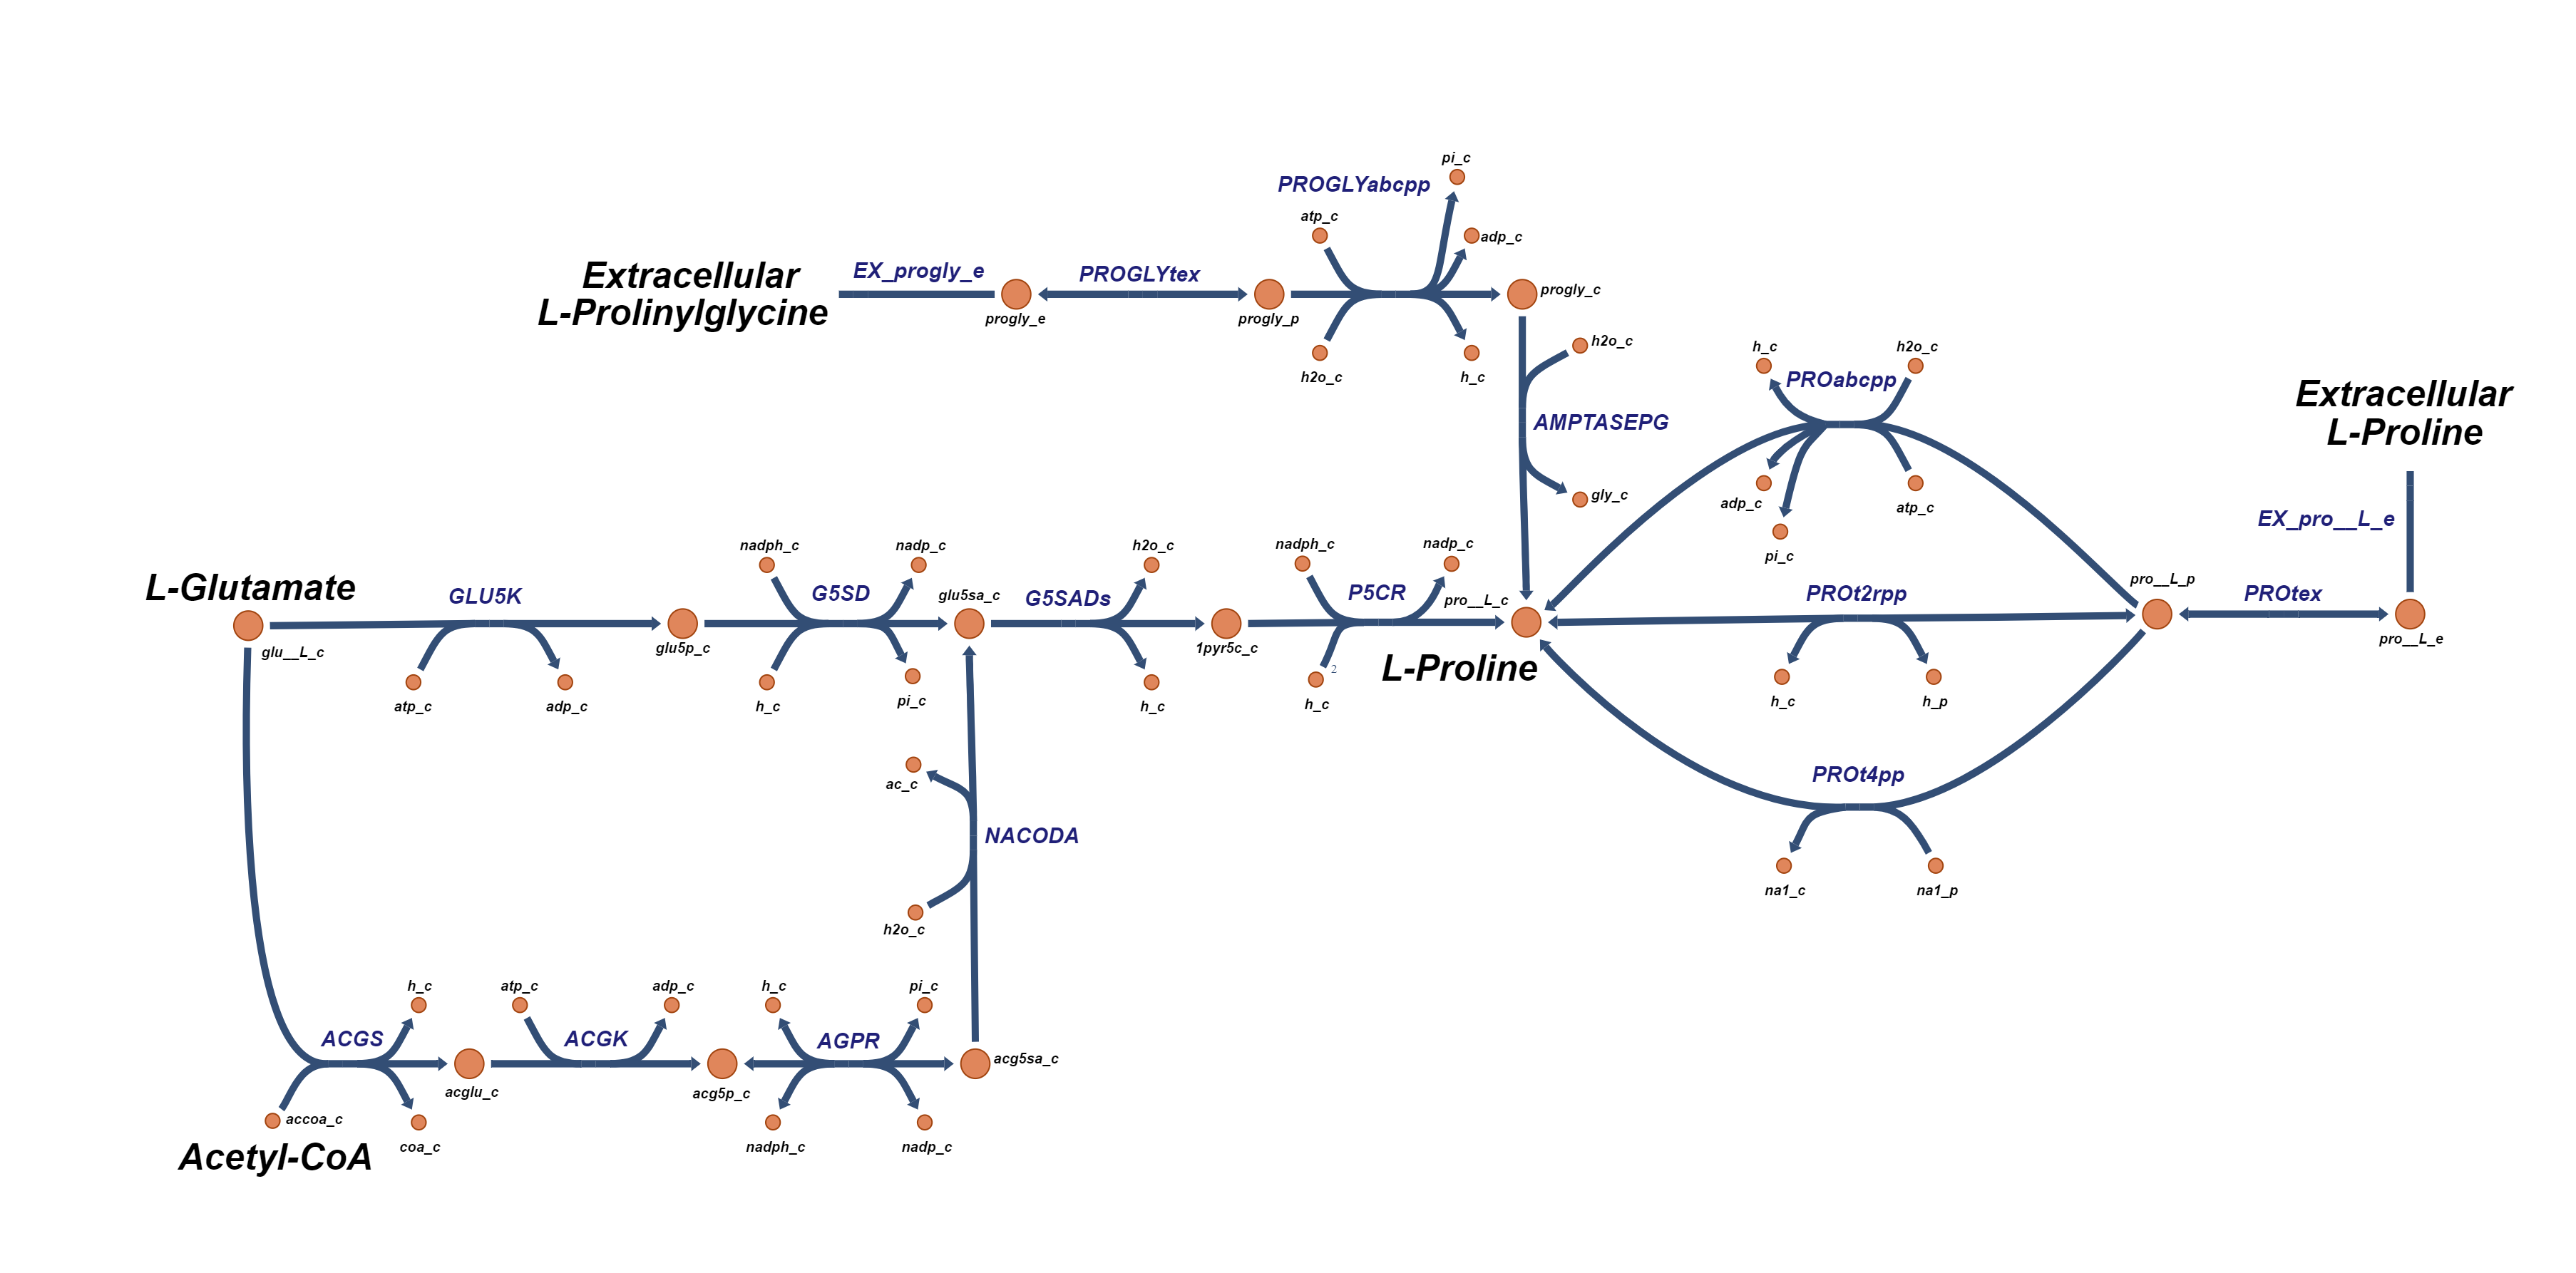 pi_c
PROGLYabcpp
atp_c
adp_c
Extracellular
L-Prolinylglycine
EX_progly_e
PROGLYtex
progly_e
progly_p
progly_c
h2o_c
h_c
h2o_c
AMPTASEPG
gly_c
h_c
h2o_c
PROabcpp
adp_c
atp_c
pi_c
Extracellular
L-Proline
EX_pro__L_e
L-Glutamate
glu__L_c
GLU5K
atp_c
adp_c
glu5p_c
nadph_c
nadp_c
G5SD
h_c
pi_c
glu5sa_c
G5SADs
h2o_c
h_c
1pyr5c_c
nadph_c
nadp_c
P5CR
2
h_c
pro__L_c
L-Proline
PROt2rpp
h_c
h_p
pro__L_p
PROtex
pro__L_e
PROt4pp
na1_c
na1_p
ac_c
NACODA
h2o_c
h_c
ACGS
accoa_c
Acetyl-CoA
coa_c
acglu_c
atp_c
adp_c
ACGK
acg5p_c
h_c
pi_c
AGPR
nadph_c
nadp_c
acg5sa_c